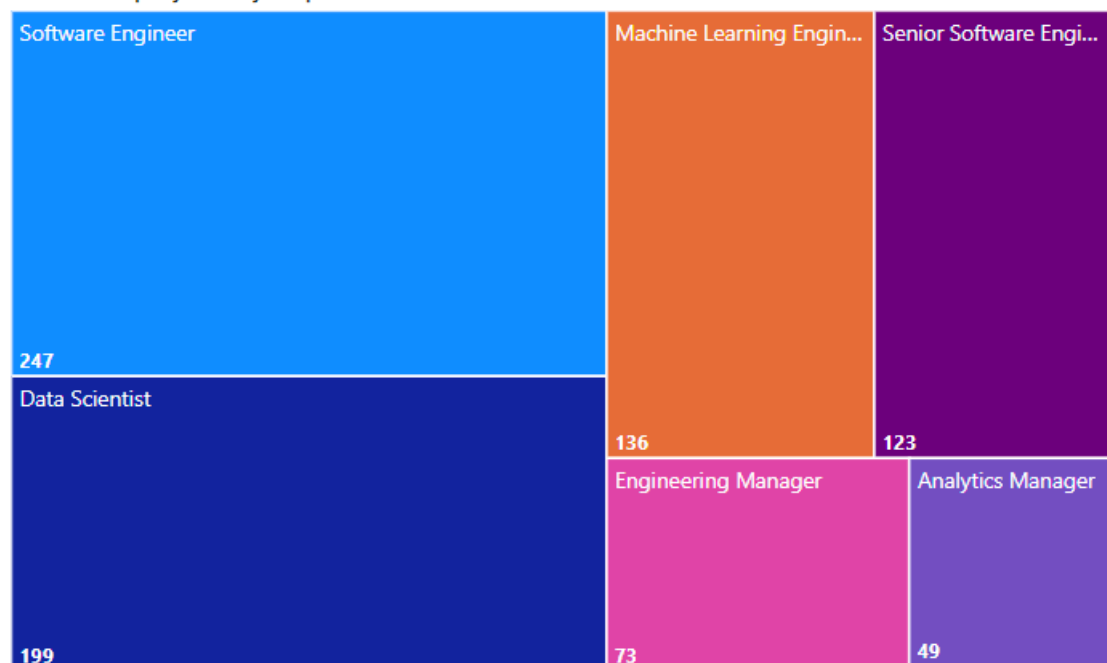 Software Engineer
247
Data Scientist
199
Machine Learning Engin...
136
Senior Software Engi...
123
Engineering Manager
73
Analytics Manager
49